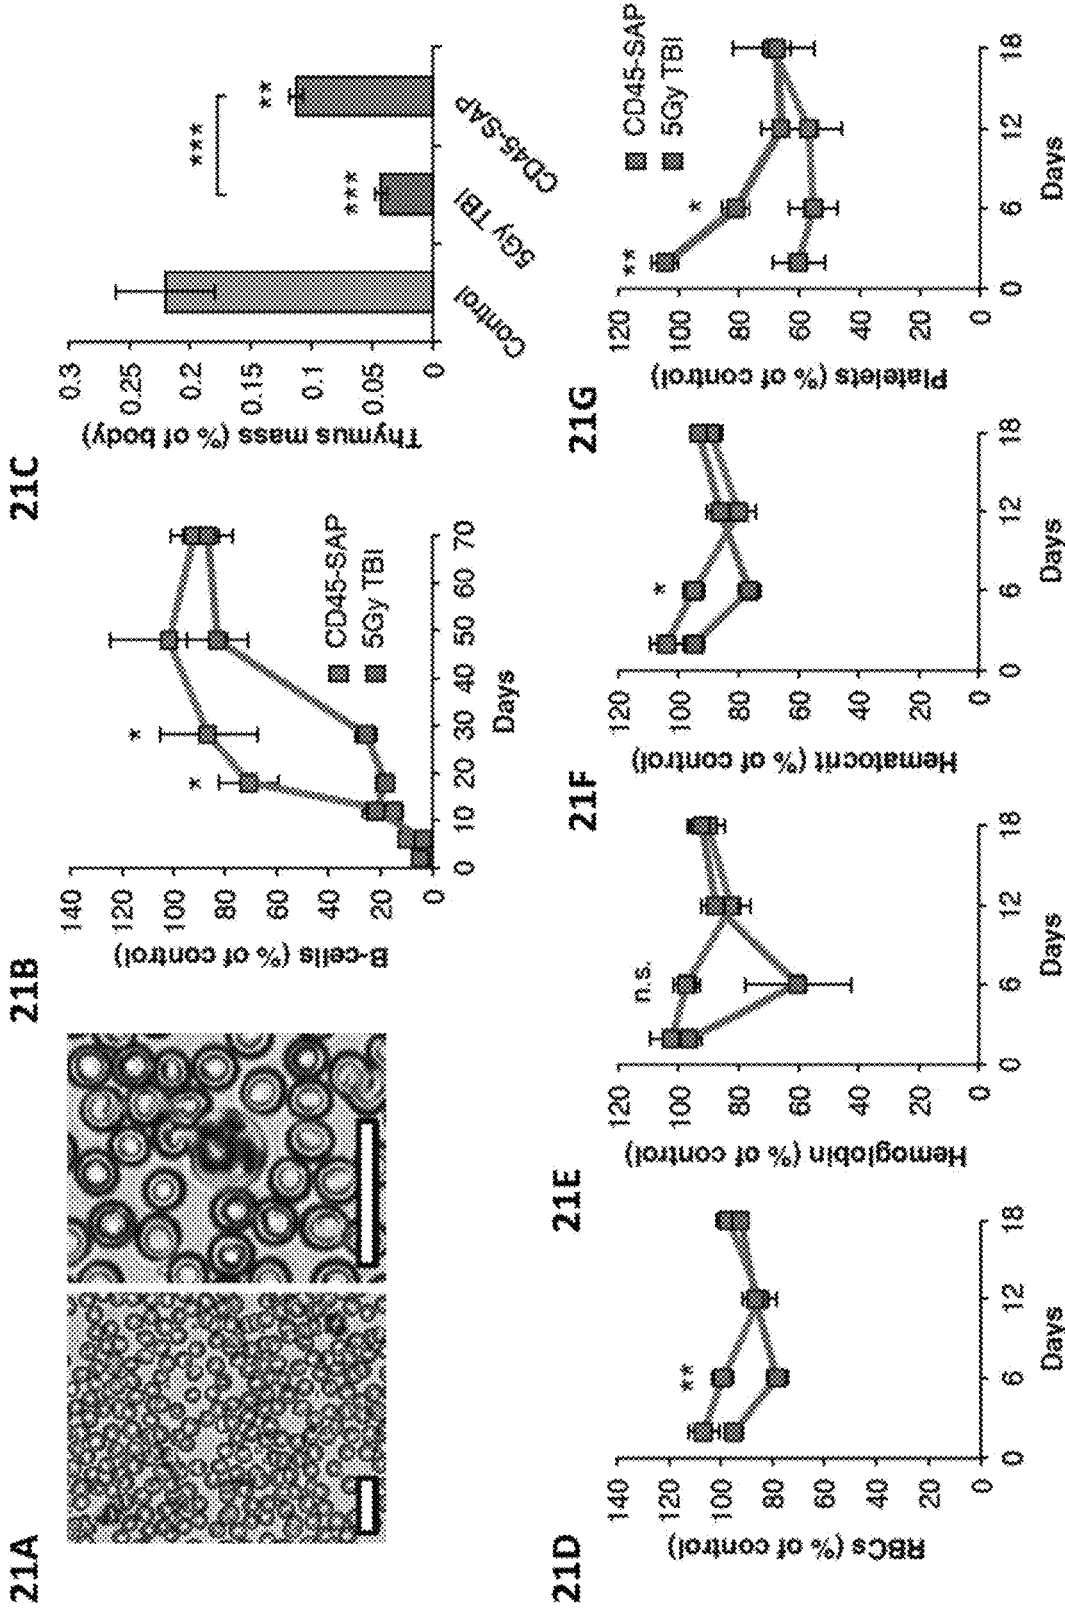 21A
21B
B-cells (% of control)
140
120
100
80
60
40
20
0
0 10 20 30 40 50 60 70
Days
CD45-SAP
5Gy TBI
*
*
21C
Thymus mass (% of body)
0.3
0.25
0.2
0.15
0.1
0.05
0
Control
5Gy TBI
CD45-SAP
***
***
**
21D
RBCs (% of control)
120
100
80
60
40
20
0
0 6 12 18
Days
**
21E
Hemoglobin (% of control)
120
100
80
60
40
20
0
0 6 12 18
Days
n.s.
21F
Hematocrit (% of control)
120
100
80
60
40
20
0
0 6 12 18
Days
*
21G
Platelets (% of control)
120
100
80
60
40
20
0
0 6 12 18
Days
**
*
CD45-SAP
5Gy TBI